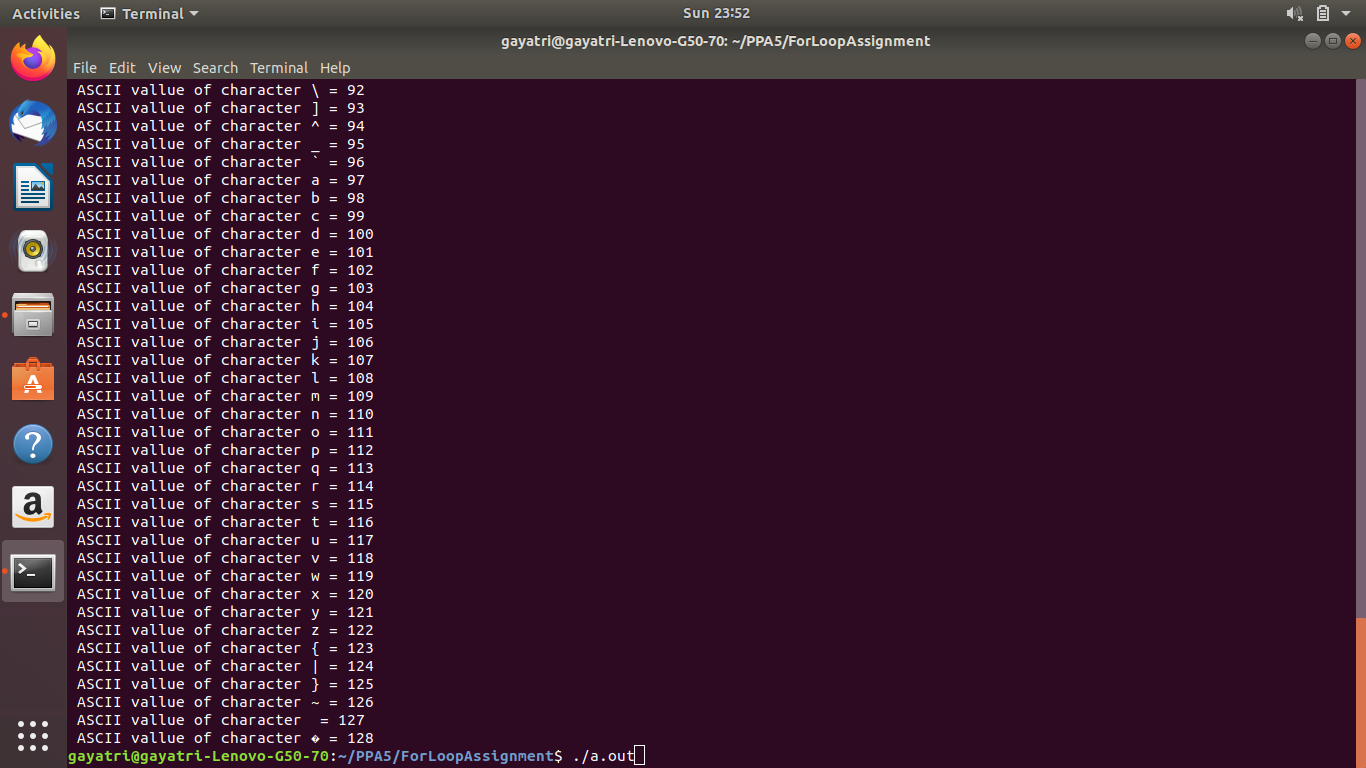 Activities Terminal Sun 23:52
gayatri@gayatri-Lenovo-G50-70: ~/PPA5/ForLoopAssignment
File Edit View Search Terminal Help
ASCII vallue of character \ = 92
ASCII vallue of character ] = 93
ASCII vallue of character ^ = 94
ASCII vallue of character _ = 95
ASCII vallue of character ` = 96
ASCII vallue of character a = 97
ASCII vallue of character b = 98
ASCII vallue of character c = 99
ASCII vallue of character d = 100
ASCII vallue of character e = 101
ASCII vallue of character f = 102
ASCII vallue of character g = 103
ASCII vallue of character h = 104
ASCII vallue of character i = 105
ASCII vallue of character j = 106
ASCII vallue of character k = 107
ASCII vallue of character l = 108
ASCII vallue of character m = 109
ASCII vallue of character n = 110
ASCII vallue of character o = 111
ASCII vallue of character p = 112
ASCII vallue of character q = 113
ASCII vallue of character r = 114
ASCII vallue of character s = 115
ASCII vallue of character t = 116
ASCII vallue of character u = 117
ASCII vallue of character v = 118
ASCII vallue of character w = 119
ASCII vallue of character x = 120
ASCII vallue of character y = 121
ASCII vallue of character z = 122
ASCII vallue of character { = 123
ASCII vallue of character | = 124
ASCII vallue of character } = 125
ASCII vallue of character ~ = 126
ASCII vallue of character  = 127
ASCII vallue of character � = 128
gayatri@gayatri-Lenovo-G50-70:~/PPA5/ForLoopAssignment$ ./a.out